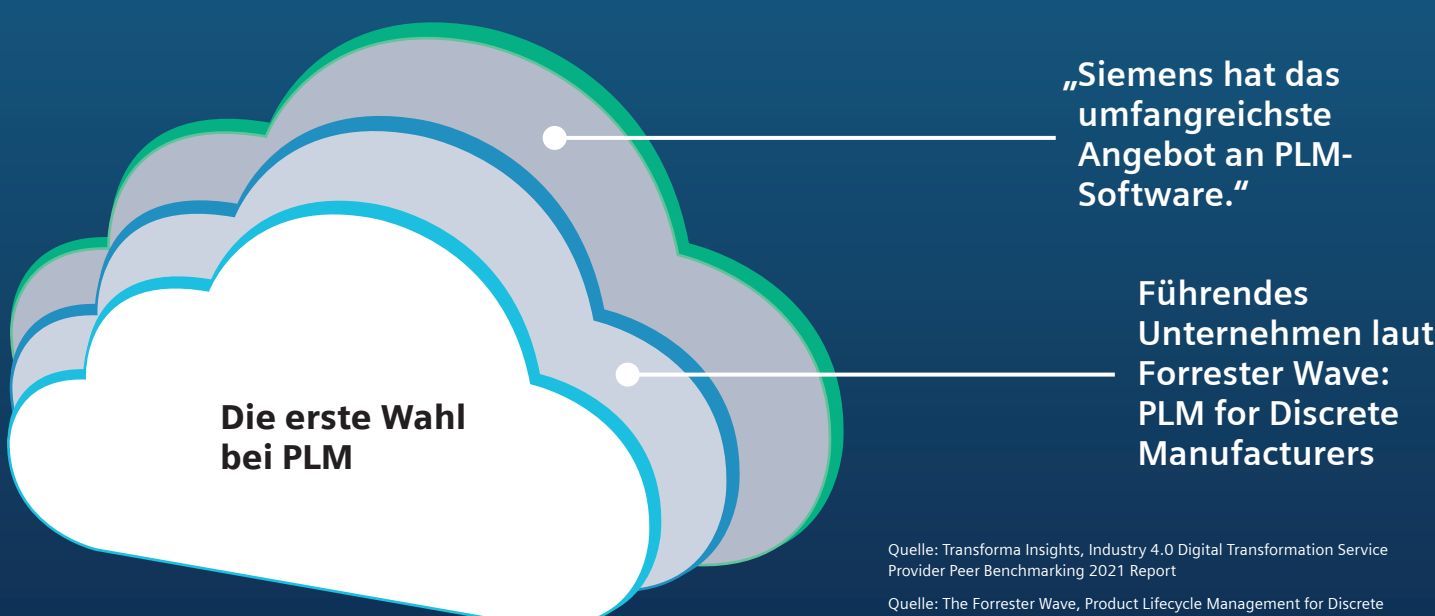 „Siemens hat das
umfangreichste
Angebot an PLM-
Software.“
Führendes
Unternehmen laut
Forrester Wave:
PLM for Discrete
Manufacturers
Die erste Wahl
bei PLM
Quelle: Transforma Insights, Industry 4.0 Digital Transformation Service
Provider Peer Benchmarking 2021 Report
Quelle: The Forrester Wave, Product Lifecycle Management for Discrete